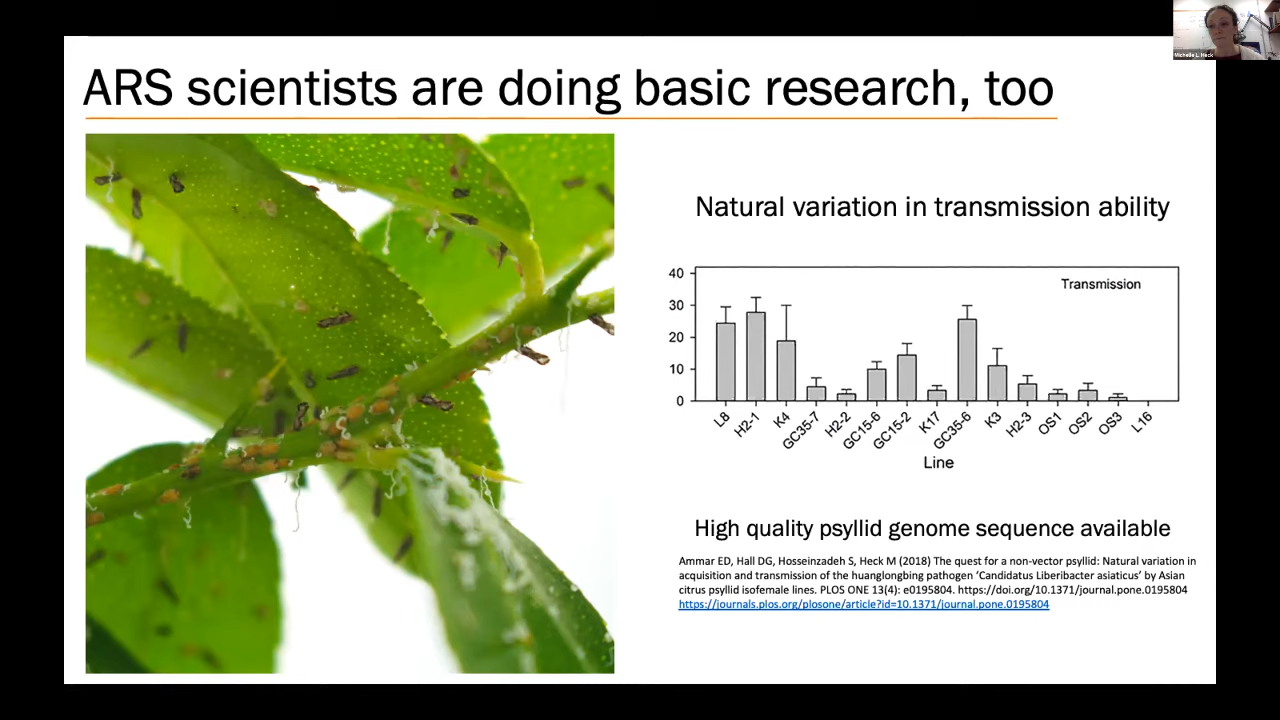 Michelle L. Heck
ARS scientists are doing basic research, too
Natural variation in transmission ability
Transmission
40
30
20
10
0
L8
H2-1
K4
GC35-7
H2-2
GC15-6
GC15-2
K17
GC35-6
K3
H2-3
OS1
OS2
OS3
L16
Line
High quality psyllid genome sequence available
Ammar ED, Hall DG, Hosseinzadeh S, Heck M (2018) The quest for a non-vector psyllid: Natural variation in
acquisition and transmission of the huanglongbing pathogen ‘Candidatus Liberibacter asiaticus’ by Asian
citrus psyllid isofemale lines. PLOS ONE 13(4): e0195804. https://doi.org/10.1371/journal.pone.0195804
https://journals.plos.org/plosone/article?id=10.1371/journal.pone.0195804